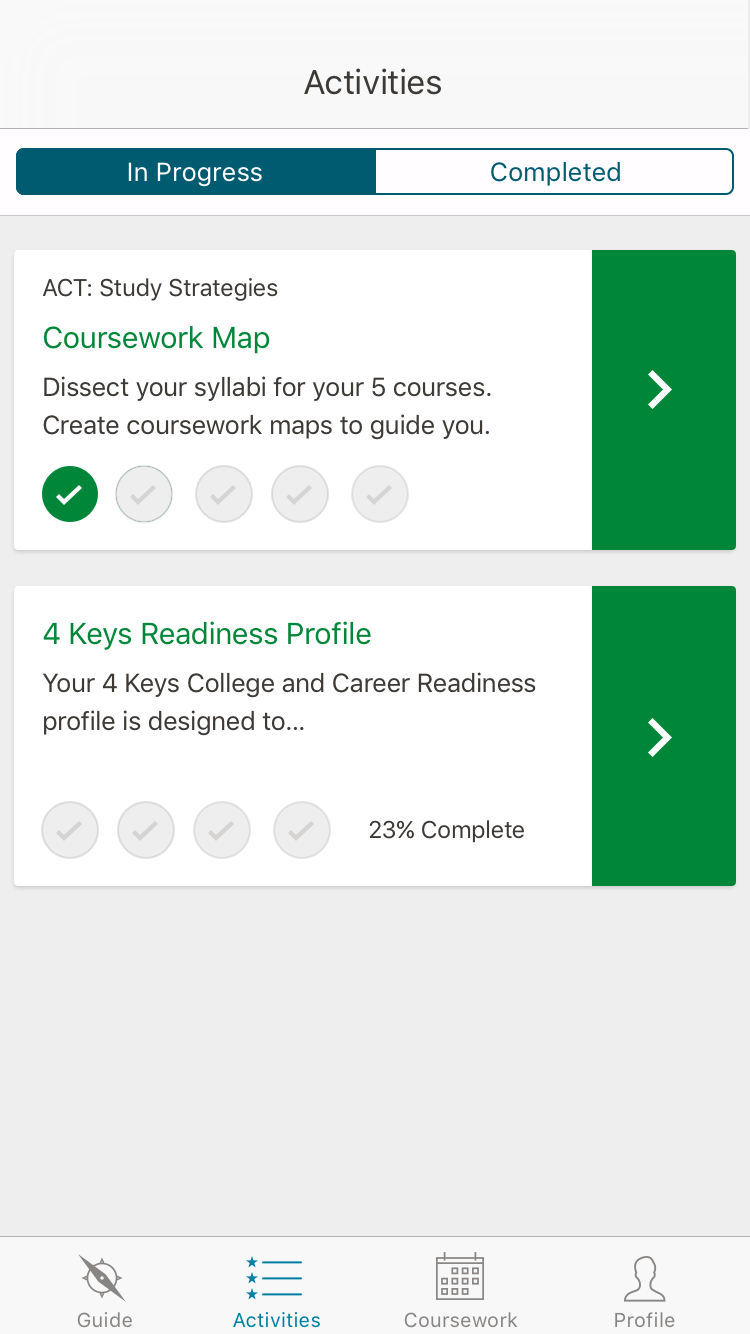 Activities
In Progress
Completed
ACT: Study Strategies
Coursework Map
Dissect your syllabi for your 5 courses.
Create coursework maps to guide you.
4 Keys Readiness Profile
Your 4 Keys College and Career Readiness
profile is designed to...
23% Complete
Guide
Activities
Coursework
Profile